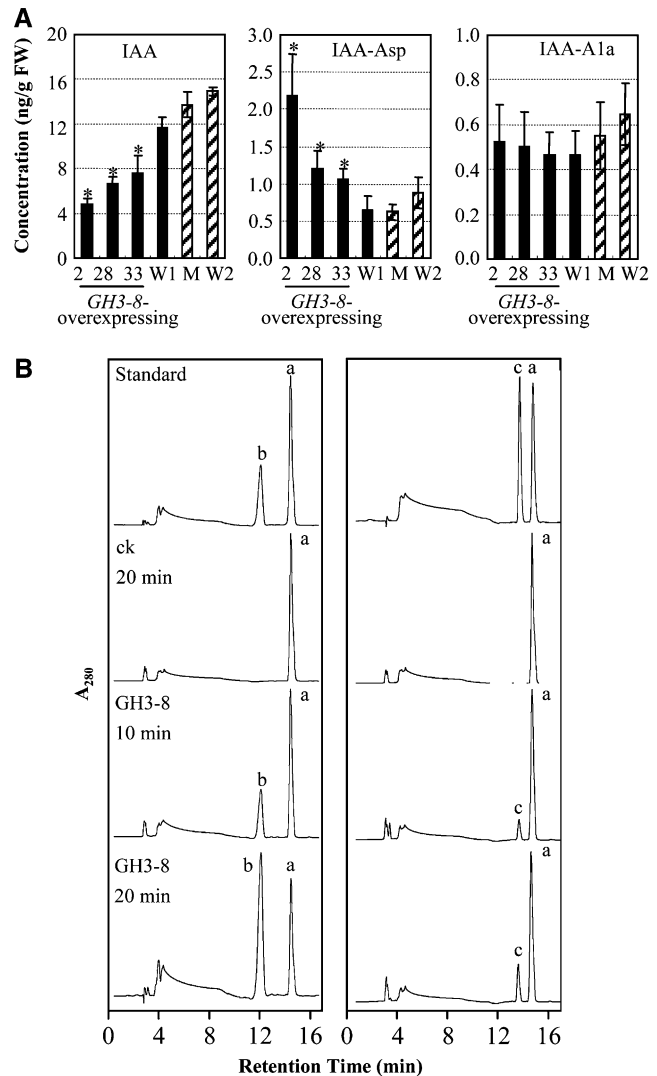 A
IAA
IAA-Asp
IAA-A1a
Concentration (ng/g FW)
20
16
12
8
4
0
3.0
2.5
2.0
1.5
1.0
0.5
0.0
1.0
0.8
0.6
0.4
0.2
0.0
* * *
* * *
2 28 33 W1 M W2
2 28 33 W1 M W2
2 28 33 W1 M W2
GH3-8-
overexpressing
GH3-8-
overexpressing
GH3-8-
overexpressing
B
Standard
b a
c a
ck
20 min
a
a
GH3-8
10 min
b a
c a
GH3-8
20 min
b a
c a
A280
0 4 8 12 16
0 4 8 12 16
Retention Time (min)